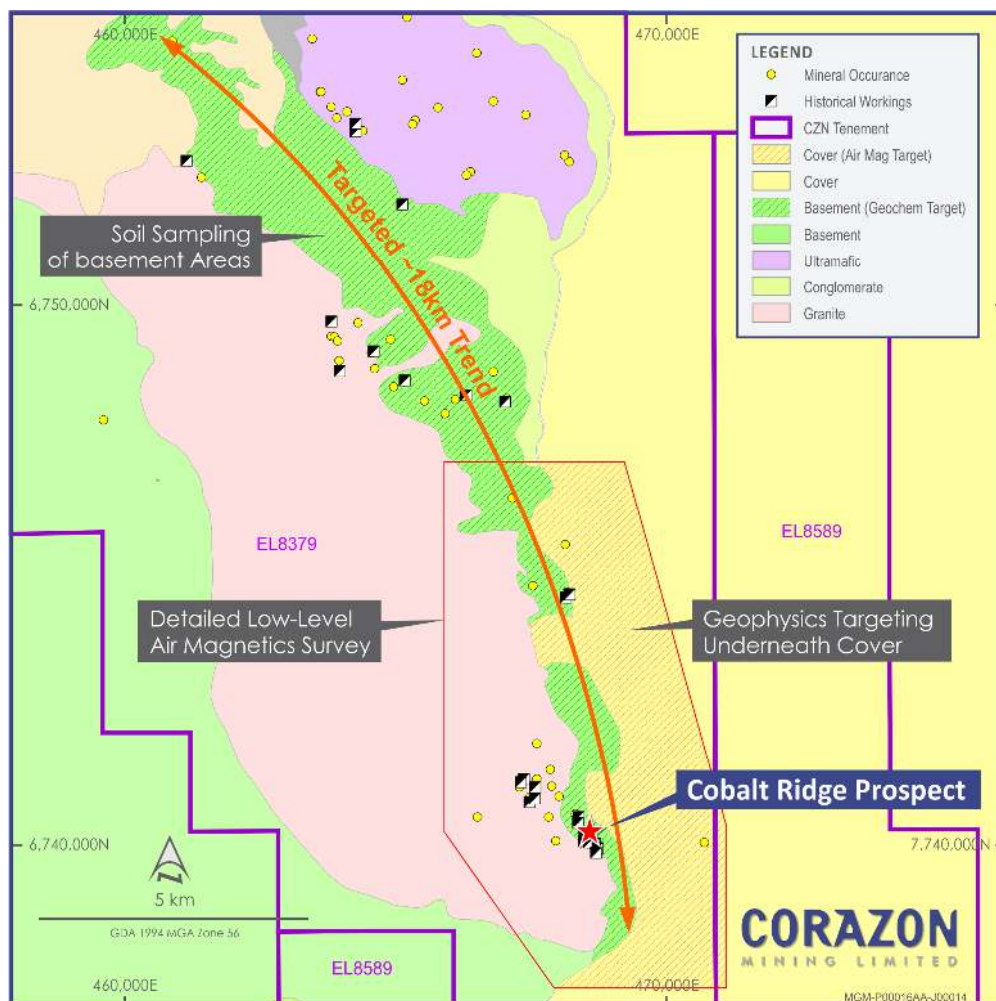 460,000E
470,000E
LEGEND
Mineral Occurance
Historical Workings
CZN Tenement
Cover (Air Mag Target)
Cover
Basement (Geochem Target)
Basement
Ultramafic
Conglomerate
Granite
Soil Sampling
of basement Areas
Targeted ~18km Trend
6,750,000N
EL8379
EL8589
Detailed Low-Level
Air Magnetics Survey
Geophysics Targeting
Underneath Cover
Cobalt Ridge Prospect
6,740,000N
7,740,000N
5 km
GDA 1994 MGA Zone 56
CORAZON
MINING LIMITED
EL8589
460,000E
470,000E
MGM-P00016AA-J00014